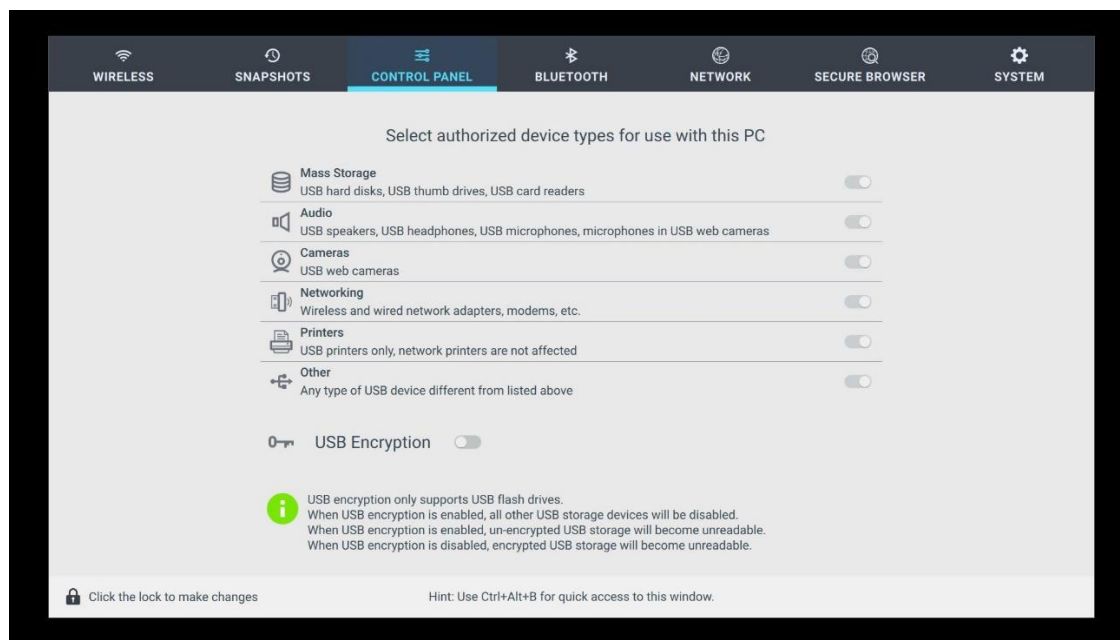 WIRELESS
SNAPSHOTS
CONTROL PANEL
BLUETOOTH
NETWORK
SECURE BROWSER
SYSTEM
Select authorized device types for use with this PC
Mass Storage
USB hard disks, USB thumb drives, USB card readers
Audio
USB speakers, USB headphones, USB microphones, microphones in USB web cameras
Cameras
USB web cameras
Networking
Wireless and wired network adapters, modems, etc.
Printers
USB printers only, network printers are not affected
Other
Any type of USB device different from listed above
USB Encryption
USB encryption only supports USB flash drives.
When USB encryption is enabled, all other USB storage devices will be disabled.
When USB encryption is enabled, un-encrypted USB storage will become unreadable.
When USB encryption is disabled, encrypted USB storage will become unreadable.
Click the lock to make changes
Hint: Use Ctrl+Alt+B for quick access to this window.